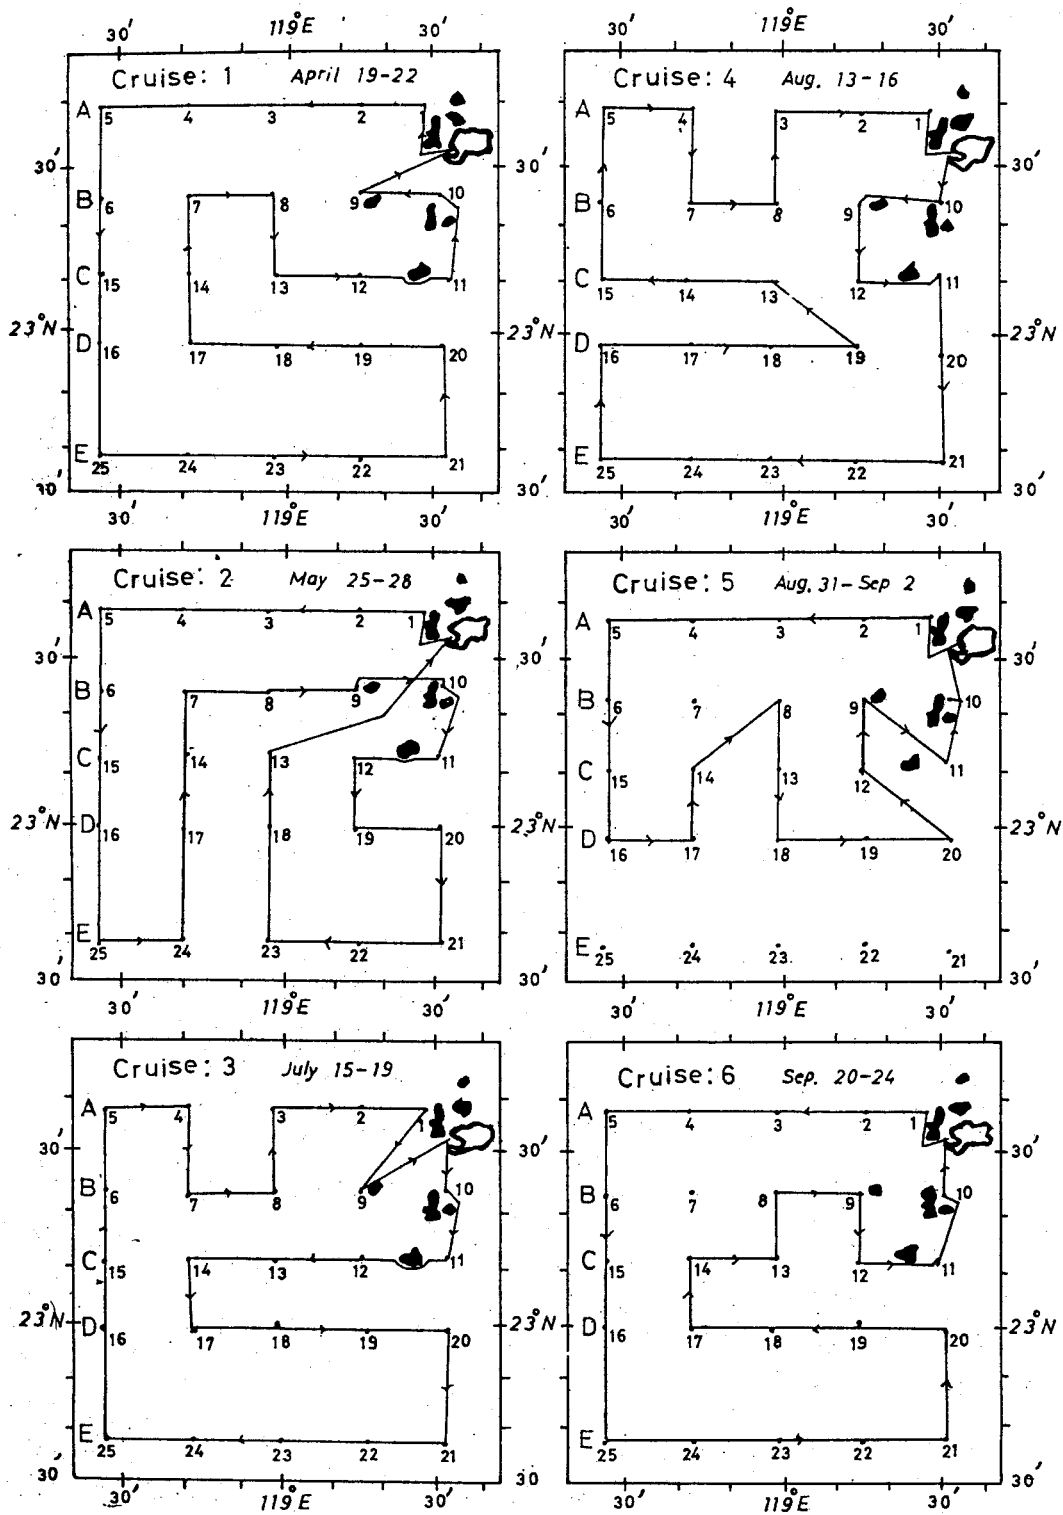 30' 119°E 30'
Cruise: 1 April 19-22
A 5 4 3 2 1
30' 30'
B 6 7 8 9 10
C 15 14 13 12 11
23°N
D 16 17 18 19 20
E 25 24 23 22 21
30' 30'
30' 119°E 30'
30' 119°E 30'
Cruise: 4 Aug. 13-16
A 5 4 3 2 1
30'
B 6 7 8 9 10
C 15 14 13 12 11
23°N
D 16 17 18 19 20
E 25 24 23 22 21
30'
30' 119°E 30'
Cruise: 2 May 25-28
A 5 4 3 2 1
30' 30'
B 6 7 8 9 10
C 15 14 13 12 11
23°N 23°N
D 16 17 18 19 20
E 25 24 23 22 21
30' 30'
30' 119°E 30'
Cruise: 5 Aug, 31-Sep 2
A 5 4 3 2 1
30'
B 6 7 8 9 10
C 15 14 13 12 11
23°N
D 16 17 18 19 20
E 25 24 23 22 21
30'
30' 119°E 30'
Cruise: 3 July 15-19
A 5 4 3 2 1
30'
B 6 7 8 9 10
C 15 14 13 12 11
23°N 23°N
D 16 17 18 19 20
E 25 24 23 22 21
30' 30
30' 119°E 30'
Cruise: 6 Sep. 20-24
A 5 4 3 2 1
30'
B 6 7 8 9 10
C 15 14 13 12 11
23°N
D 16 17 18 19 20
E 25 24 23 22 21
30'
30' 119°E 30'